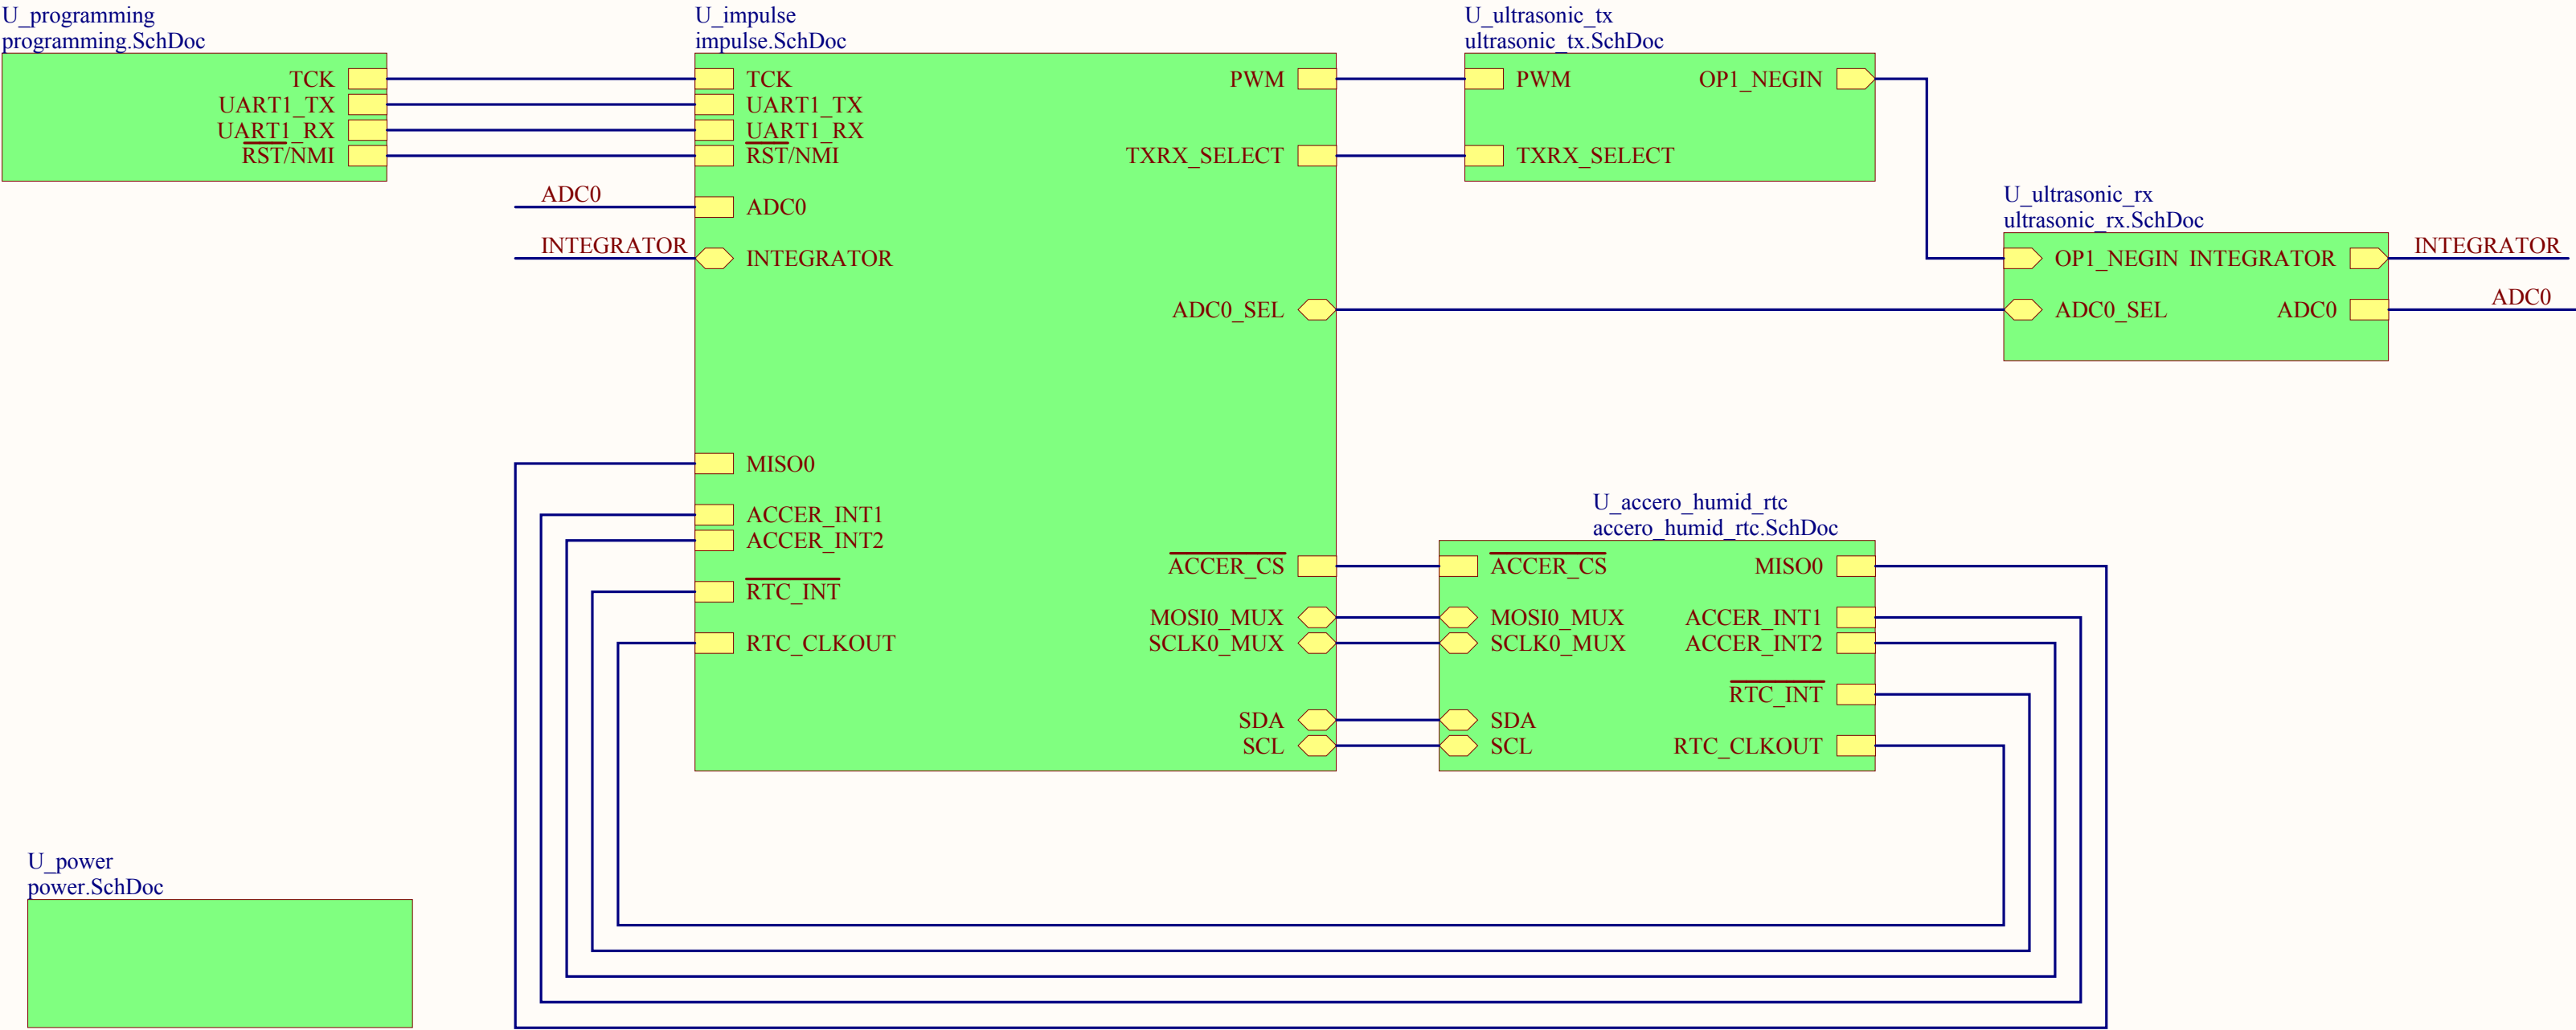 U_programming
programming.SchDoc
TCK
UART1_TX
UART1_RX
RST/NMI
U_impulse
impulse.SchDoc
TCK
UART1_TX
UART1_RX
RST/NMI
ADC0
ADC0
INTEGRATOR
INTEGRATOR
MISO0
ACCER_INT1
ACCER_INT2
RTC_INT
RTC_CLKOUT
PWM
TXRX_SELECT
ADC0_SEL
ACCER_CS
MOSI0_MUX
SCLK0_MUX
SDA
SCL
U_ultrasonic_tx
ultrasonic_tx.SchDoc
PWM OP1_NEGIN
TXRX_SELECT
U_ultrasonic_rx
ultrasonic_rx.SchDoc
OP1_NEGIN INTEGRATOR
ADC0_SEL ADC0
INTEGRATOR
ADC0
U_accero_humid_rtc
accero_humid_rtc.SchDoc
ACCER_CS MISO0
MOSI0_MUX ACCER_INT1
SCLK0_MUX ACCER_INT2
RTC_INT
SDA
SCL RTC_CLKOUT
U_power
power.SchDoc